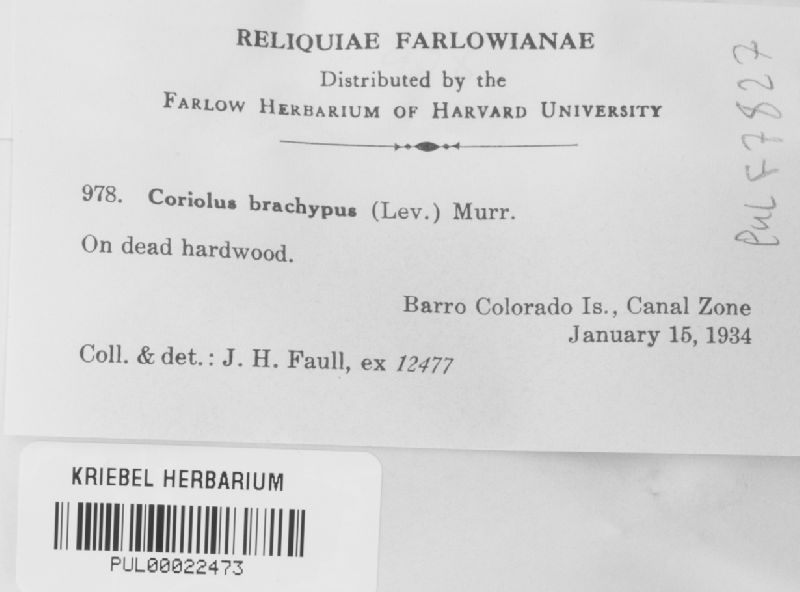 RELIQUIAE FARLOWIANAE
Distributed by the
FARLOW HERBARIUM OF HARVARD UNIVERSITY
978. Coriolus brachypus (Lev.) Murr.
On dead hardwood.
Barro Colorado Is., Canal Zone
January 15, 1934
Coll. & det.: J. H. Faull, ex 12477
PUL F7827
KRIEBEL HERBARIUM
PUL00022473